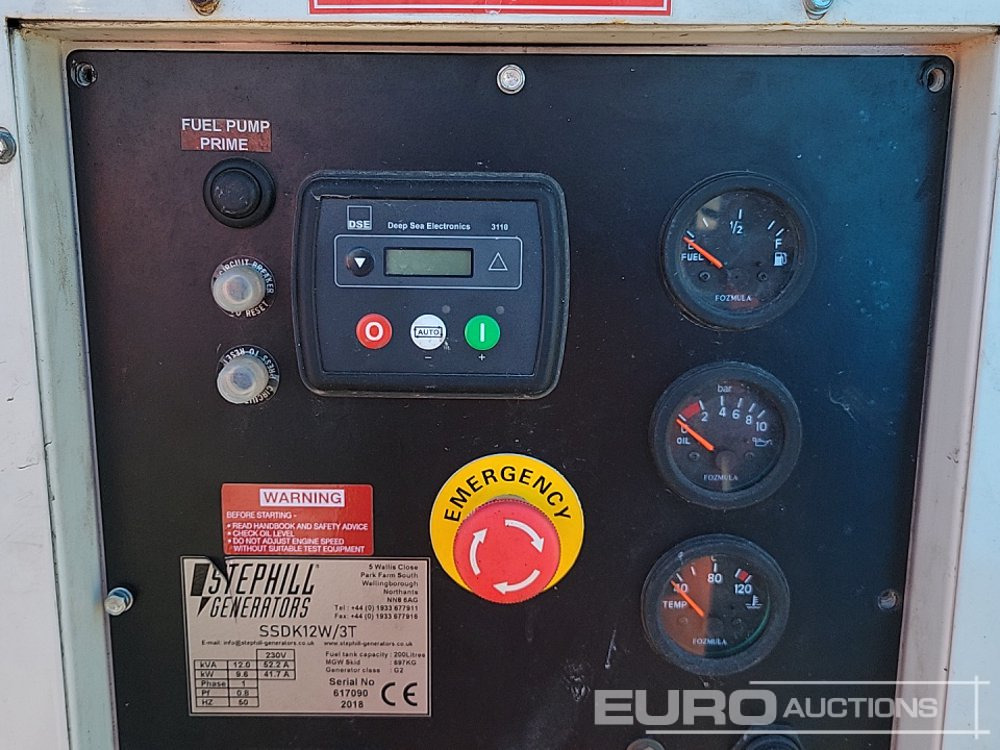 FUEL PUMP
PRIME
DSE
Deep Sea Electronics 3110
AUTO
CIRCUIT BREAKER
TO RESET
PRESS TO RESET
1/2
F
FUEL
FOZMULA
bar
0 2 4 6 8 10
OIL
FOZMULA
EMERGENCY
40 80 120
TEMP
FOZMULA
WARNING
BEFORE STARTING -
• READ HANDBOOK AND SAFETY ADVICE
• CHECK OIL LEVEL
• DO NOT ADJUST ENGINE SPEED
WITHOUT SUITABLE TEST EQUIPMENT
STEPHILL
GENERATORS
5 Wallis Close
Park Farm South
Wellingborough
Northants
NN8 6AG
Tel : +44 (0) 1933 677911
Fax : +44 (0) 1933 677916
SSDK12W/3T
E-mail: info@stephill-generators.co.uk www.stephill-generators.co.uk
230V
kVA 12.0 52.2 A
kW 9.6 41.7 A
Phase 1
Pf 0.8
HZ 50
Fuel tank capacity : 200Litres
MGW Skid : 697KG
Generator class : G2
Serial No
617090
2018
CE
EURO AUCTIONS